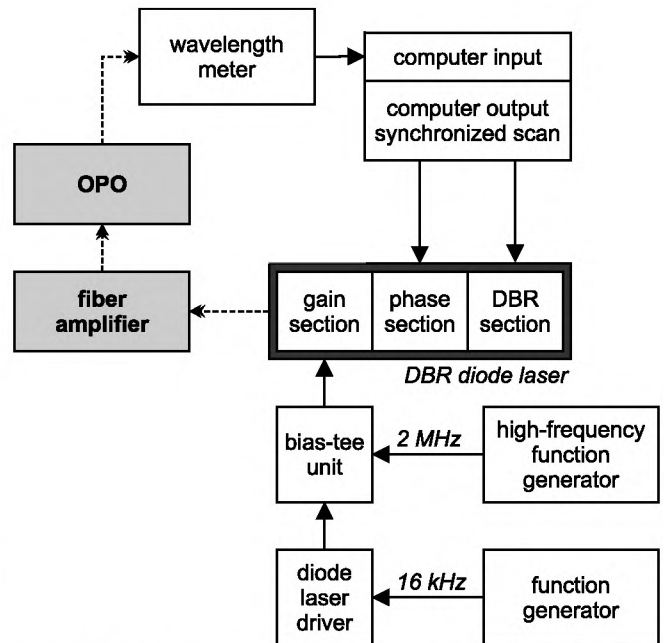 wavelength
meter
computer input
computer output
synchronized scan
OPO
fiber
amplifier
gain
section
phase
section
DBR
section
DBR diode laser
bias-tee
unit
2 MHz
high-frequency
function
generator
diode
laser
driver
16 kHz
function
generator